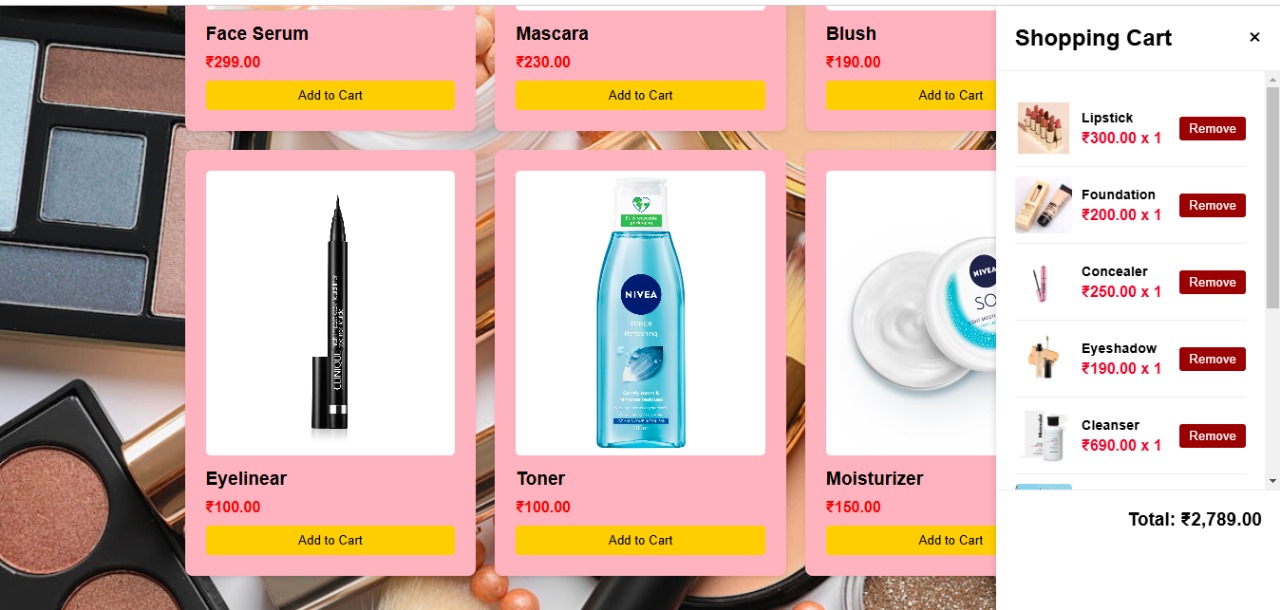 Face Serum
₹299.00
Add to Cart
Mascara
₹230.00
Add to Cart
Blush
₹190.00
Add to Cart
CLINIQUE
Eyelinear
₹100.00
Add to Cart
NIVEA
TONER
Refreshing
Toner
₹100.00
Add to Cart
NIVEA
SO
Moisturizer
₹150.00
Add to Cart
Shopping Cart
×
Lipstick
₹300.00 x 1
Remove
Foundation
₹200.00 x 1
Remove
Concealer
₹250.00 x 1
Remove
Eyeshadow
₹190.00 x 1
Remove
Cleanser
₹690.00 x 1
Remove
Total: ₹2,789.00